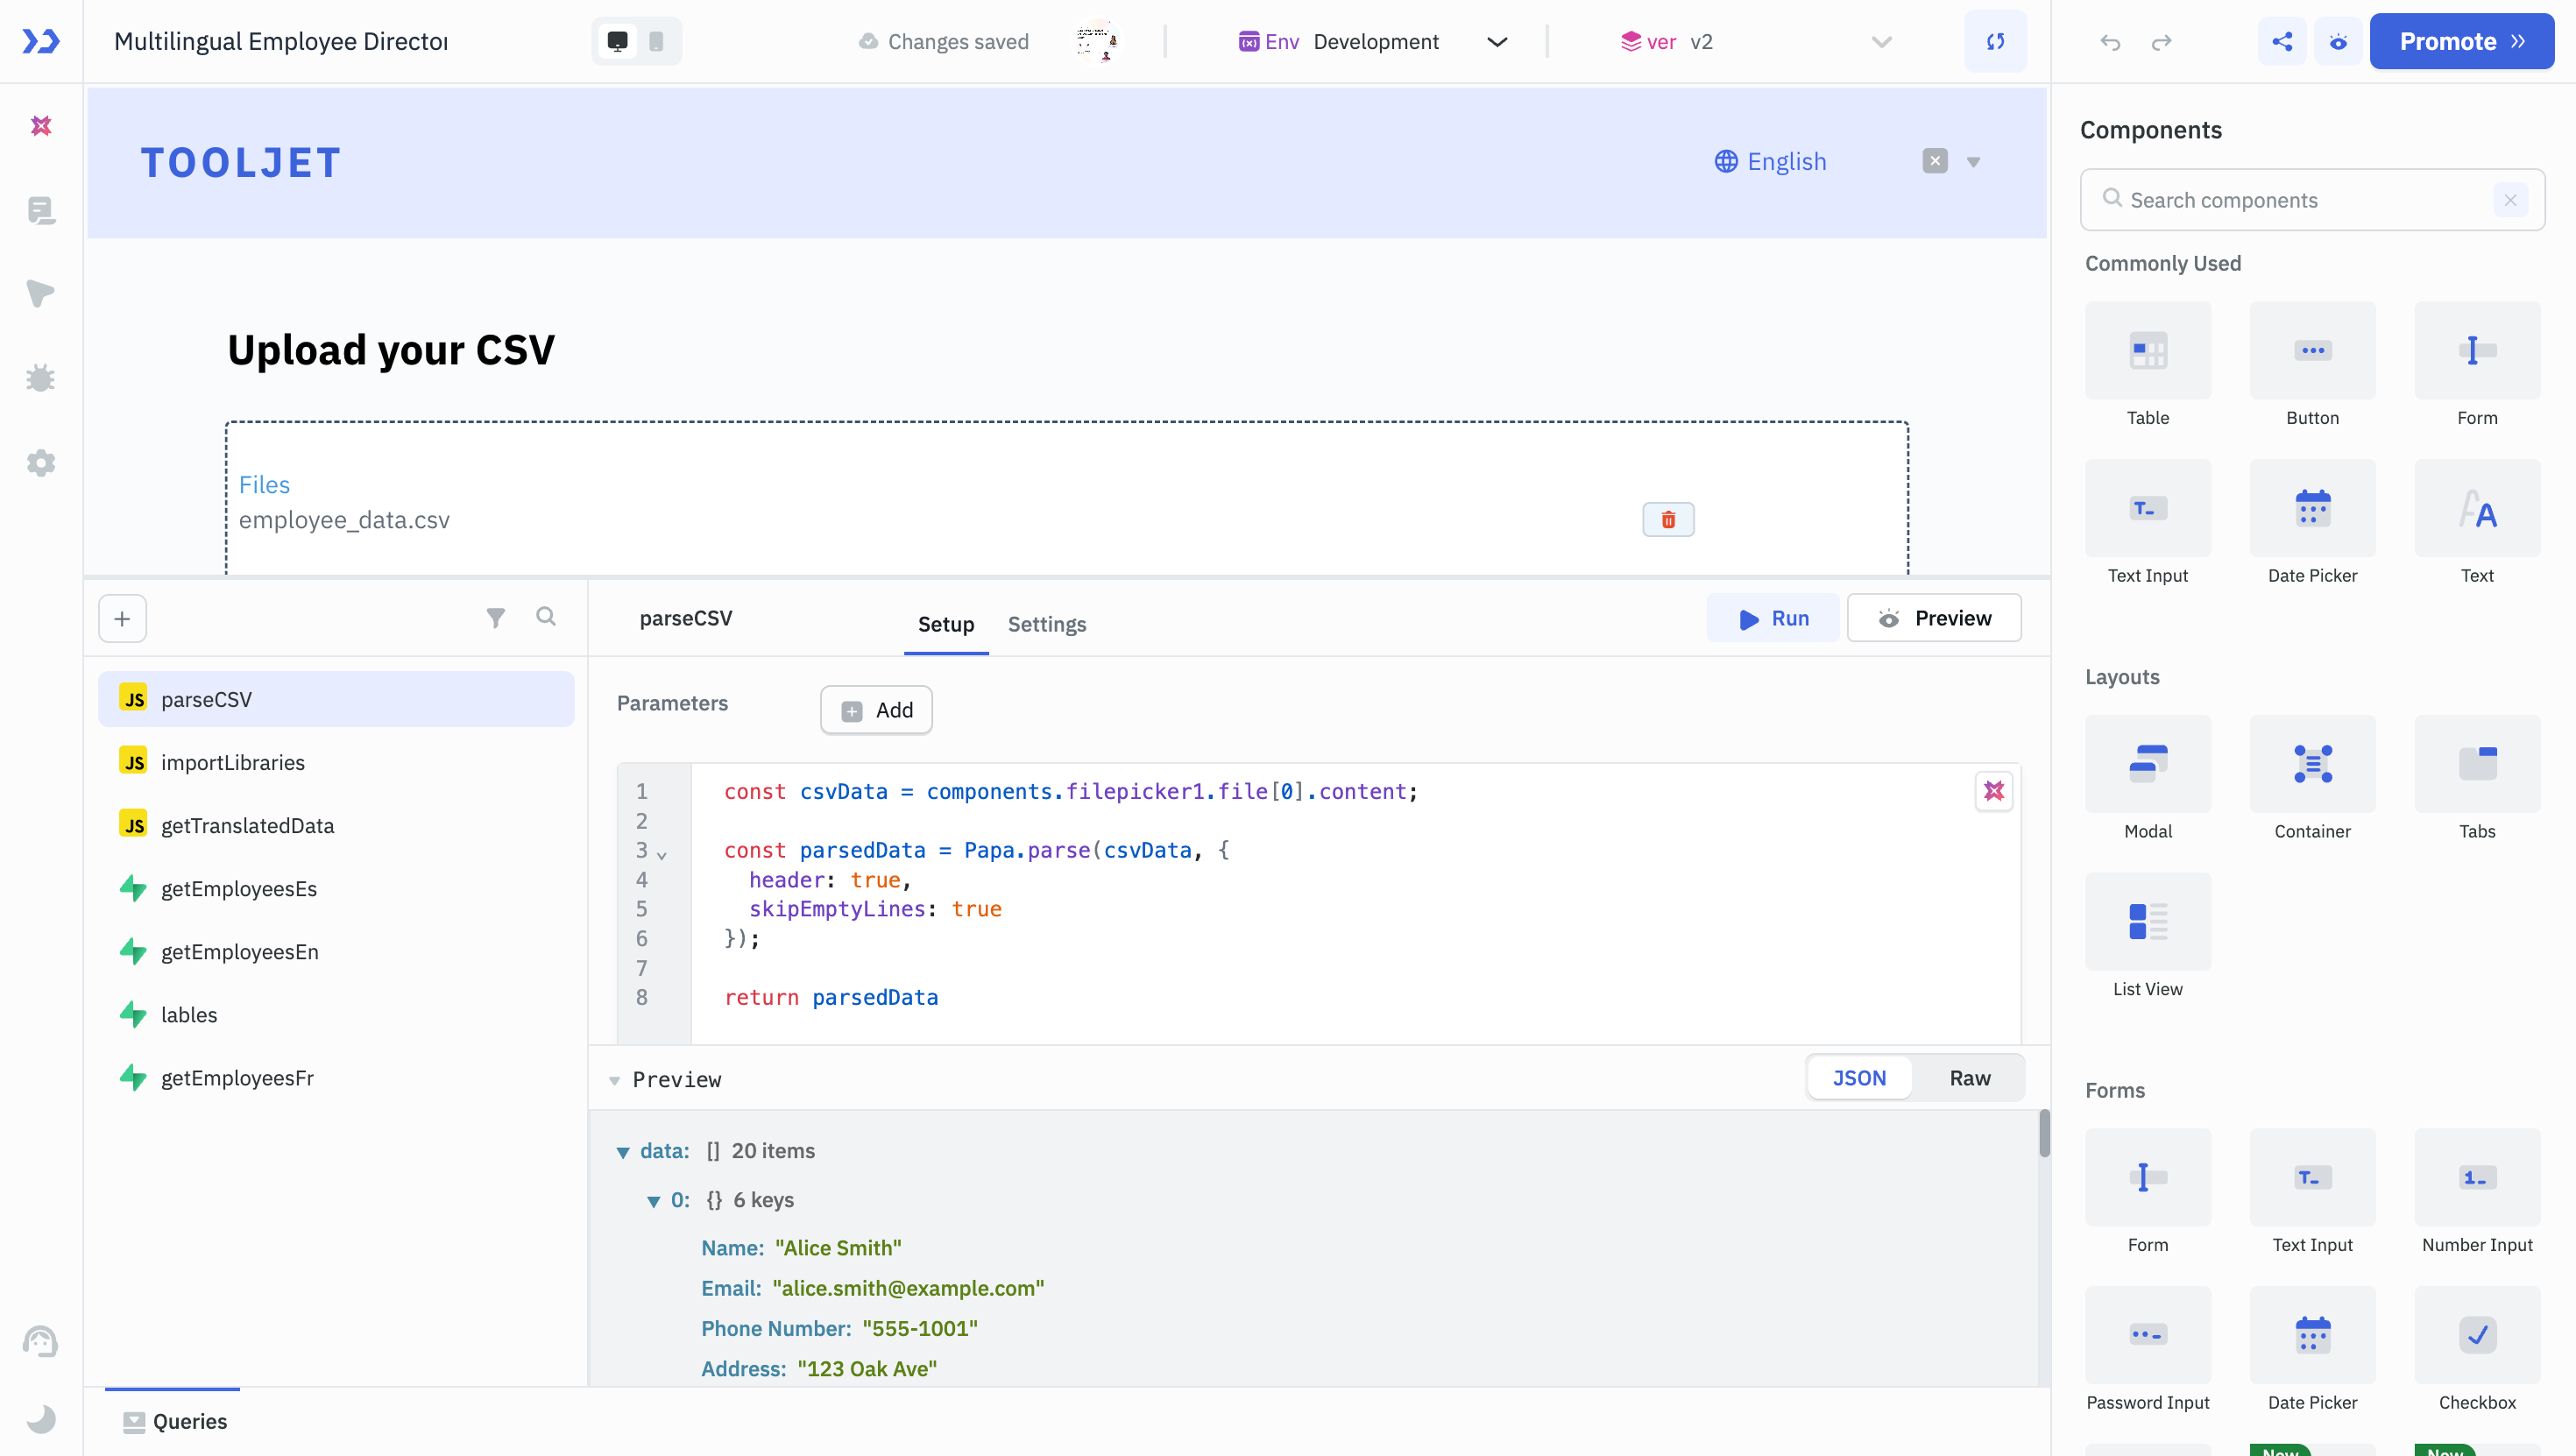 Multilingual Employee Director
Changes saved
Env Development
ver v2
Promote
TOOLJET
English
Upload your CSV
Files
employee_data.csv
parseCSV
Setup
Settings
Run
Preview
JS parseCSV
JS importLibraries
JS getTranslatedData
getEmployeesEs
getEmployeesEn
lables
getEmployeesFr
Parameters
Add
1 const csvData = components.filepicker1.file[0].content;
2
3 const parsedData = Papa.parse(csvData, {
4 header: true,
5 skipEmptyLines: true
6 });
7
8 return parsedData
Preview
JSON
Raw
data: [] 20 items
0: {} 6 keys
Name: "Alice Smith"
Email: "alice.smith@example.com"
Phone Number: "555-1001"
Address: "123 Oak Ave"
Queries
Components
Search components
Commonly Used
Table
Button
Form
Text Input
Date Picker
Text
Layouts
Modal
Container
Tabs
List View
Forms
Form
Text Input
Number Input
Password Input
Date Picker
Checkbox
New
New